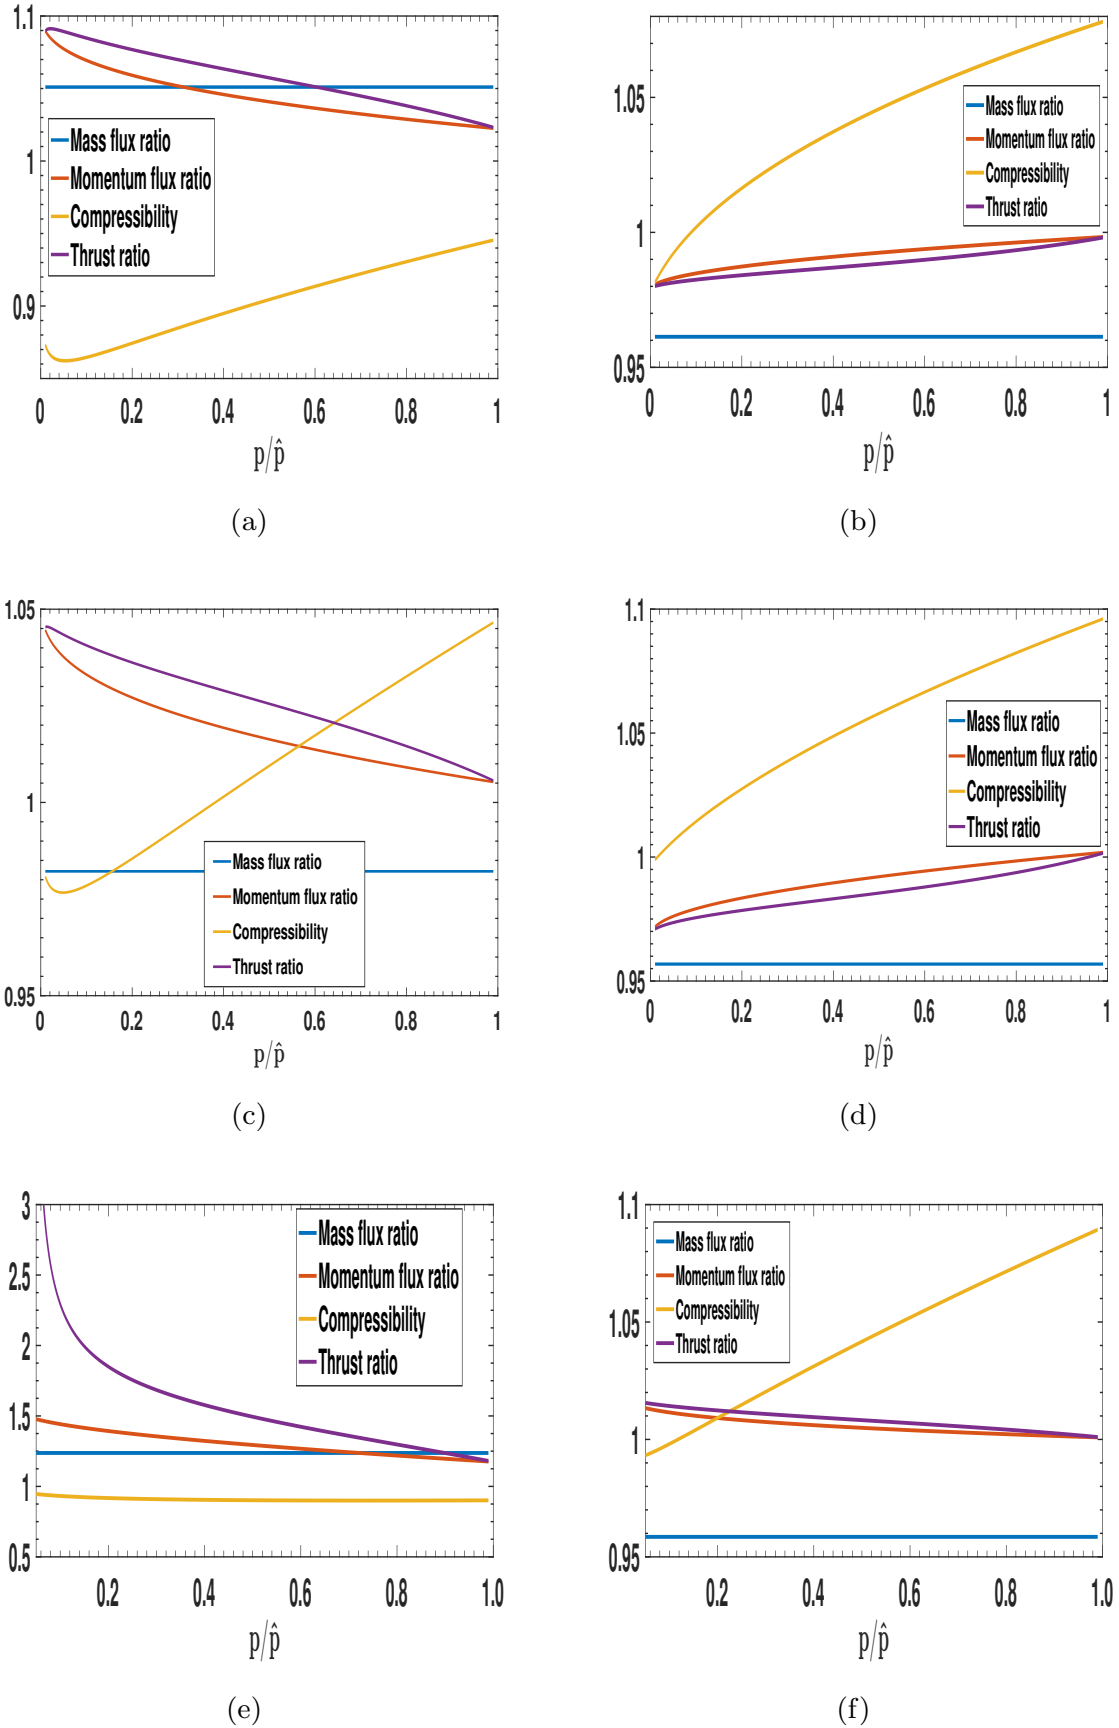 1.1
1
0.9
Mass flux ratio
Momentum flux ratio
Compressibility
Thrust ratio
0 0.2 0.4 0.6 0.8 1
p/p̂
(a)
1.05
1
0.95
Mass flux ratio
Momentum flux ratio
Compressibility
Thrust ratio
0 0.2 0.4 0.6 0.8 1
p/p̂
(b)
1.05
1
0.95
Mass flux ratio
Momentum flux ratio
Compressibility
Thrust ratio
0 0.2 0.4 0.6 0.8 1
p/p̂
(c)
1.1
1.05
1
0.95
Mass flux ratio
Momentum flux ratio
Compressibility
Thrust ratio
0 0.2 0.4 0.6 0.8 1
p/p̂
(d)
3
2.5
2
1.5
1
0.5
Mass flux ratio
Momentum flux ratio
Compressibility
Thrust ratio
0.2 0.4 0.6 0.8 1.0
p/p̂
(e)
1.1
1.05
1
0.95
Mass flux ratio
Momentum flux ratio
Compressibility
Thrust ratio
0.2 0.4 0.6 0.8 1.0
p/p̂
(f)